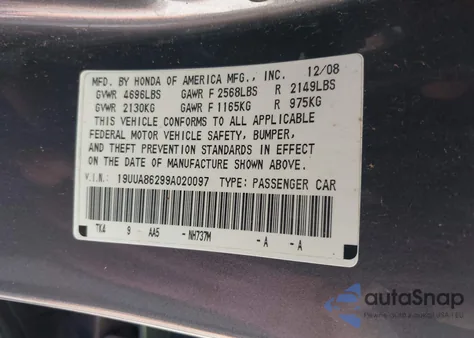 MFD. BY HONDA OF AMERICA MFG., INC. 12/08
GVWR 4696LBS GAWR F 2568LBS R 2149LBS
GVWR 2130KG GAWR F 1165KG R 975KG
THIS VEHICLE CONFORMS TO ALL APPLICABLE
FEDERAL MOTOR VEHICLE SAFETY, BUMPER,
AND THEFT PREVENTION STANDARDS IN EFFECT
ON THE DATE OF MANUFACTURE SHOWN ABOVE.
V.I.N.: 19UUA86299A020097 TYPE: PASSENGER CAR
TK4 9 - AA5 - NH737M - A - A
autoSnap